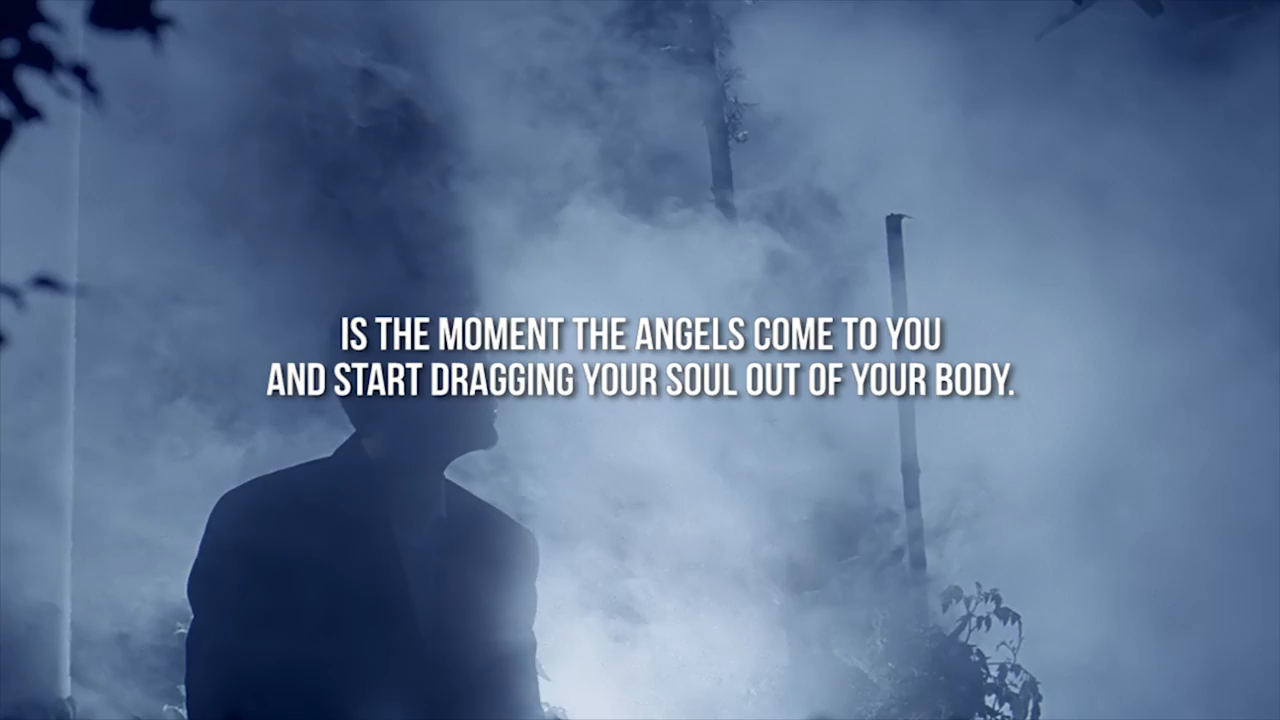 IS THE MOMENT THE ANGELS COME TO YOU
AND START DRAGGING YOUR SOUL OUT OF YOUR BODY.